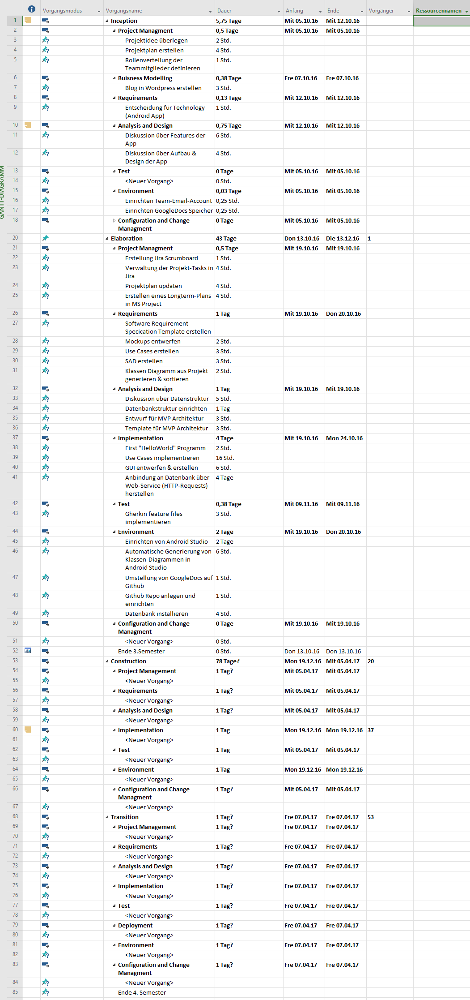 Vorgangsmodus Vorgangsname Dauer Anfang Ende Vorgänger Ressourcennamen
GANTT-DIAGRAMM
1 Inception 5,75 Tage Mit 05.10.16 Mit 12.10.16
2 Project Managment 0,5 Tage Mit 05.10.16 Mit 05.10.16
3 Projektidee überlegen 2 Std.
4 Projektplan erstellen 4 Std.
5 Rollenverteilung der 1 Std.
Teammitglieder definieren
6 Buisness Modelling 0,38 Tage Fre 07.10.16 Fre 07.10.16
7 Blog in Wordpress erstellen 3 Std.
8 Requirements 0,13 Tage Mit 12.10.16 Mit 12.10.16
9 Entscheidung für Technology 1 Std.
(Android App)
10 Analysis and Design 0,75 Tage Mit 12.10.16 Mit 12.10.16
11 Diskussion über Features der 6 Std.
App
12 Diskussion über Aufbau & 4 Std.
Design der App
13 Test 0 Tage Mit 05.10.16 Mit 05.10.16
14 <Neuer Vorgang> 0 Std.
15 Environment 0,03 Tage Mit 05.10.16 Mit 05.10.16
16 Einrichten Team-Email-Account 0,25 Std.
17 Einrichten GoogleDocs Speicher 0,25 Std.
18 Configuration and Change 0 Tage Mit 05.10.16 Mit 05.10.16
Managment
20 Elaboration 43 Tage Don 13.10.16 Die 13.12.16 1
21 Project Managment 0,5 Tage Mit 19.10.16 Mit 19.10.16
22 Erstellung Jira Scrumboard 1 Std.
23 Verwaltung der Projekt-Tasks in 4 Std.
Jira
24 Projektplan updaten 4 Std.
25 Erstellen eines Longterm-Plans 4 Std.
in MS Project
26 Requirements 1 Tag Mit 19.10.16 Don 20.10.16
27 Software Requirement
Specication Template erstellen
28 Mockups entwerfen 2 Std.
29 Use Cases erstellen 3 Std.
30 SAD erstellen 3 Std.
31 Klassen Diagramm aus Projekt 2 Std.
generieren & sortieren
32 Analysis and Design 1 Tag Mit 19.10.16 Mit 19.10.16
33 Diskussion über Datenstruktur 5 Std.
34 Datenbankstruktur einrichten 1 Tag
35 Entwurf für MVP Architektur 3 Std.
36 Template für MVP Architektur 3 Std.
37 Implementation 4 Tage Mit 19.10.16 Mon 24.10.16
38 First "HelloWorld" Programm 2 Std.
39 Use Cases implementieren 16 Std.
40 GUI entwerfen & erstellen 6 Std.
41 Anbindung an Datenbank über 4 Tage
Web-Service (HTTP-Requests)
herstellen
42 Test 0,38 Tage Mit 09.11.16 Mit 09.11.16
43 Gherkin feature files 3 Std.
implementieren
44 Environment 2 Tage Mit 19.10.16 Don 20.10.16
45 Einrichten von Android Studio 2 Tage
46 Automatische Generierung von 6 Std.
Klassen-Diagrammen in
Android Studio
47 Umstellung von GoogleDocs auf 1 Std.
Github
48 Github Repo anlegen und 1 Std.
einrichten
49 Datenbank installieren 4 Std.
50 Configuration and Change 0 Tage Mit 19.10.16 Mit 19.10.16
Managment
51 <Neuer Vorgang> 0 Std.
52 Ende 3.Semester 0 Std. Don 13.10.16 Don 13.10.16
53 Construction 78 Tage? Mon 19.12.16 Mit 05.04.17 20
54 Project Management 1 Tag? Mit 05.04.17 Mit 05.04.17
55 <Neuer Vorgang>
56 Requirements 1 Tag? Mit 05.04.17 Mit 05.04.17
57 <Neuer Vorgang>
58 Analysis and Design 1 Tag? Mit 05.04.17 Mit 05.04.17
59 <Neuer Vorgang>
60 Implementation 1 Tag Mon 19.12.16 Mon 19.12.16 37
61 <Neuer Vorgang>
62 Test 1 Tag Mit 05.04.17 Mit 05.04.17
63 <Neuer Vorgang>
64 Environment 1 Tag Mon 19.12.16 Mon 19.12.16
65 <Neuer Vorgang>
66 Configuration and Change 1 Tag? Mit 05.04.17 Mit 05.04.17
Managment
67 <Neuer Vorgang>
68 Transition 1 Tag? Fre 07.04.17 Fre 07.04.17 53
69 Project Management 1 Tag? Fre 07.04.17 Fre 07.04.17
70 <Neuer Vorgang>
71 Requirements 1 Tag? Fre 07.04.17 Fre 07.04.17
72 <Neuer Vorgang>
73 Analysis and Design 1 Tag? Fre 07.04.17 Fre 07.04.17
74 <Neuer Vorgang>
75 Implementation 1 Tag? Fre 07.04.17 Fre 07.04.17
76 <Neuer Vorgang>
77 Test 1 Tag? Fre 07.04.17 Fre 07.04.17
78 <Neuer Vorgang>
79 Deployment 1 Tag? Fre 07.04.17 Fre 07.04.17
80 <Neuer Vorgang>
81 Environment 1 Tag? Fre 07.04.17 Fre 07.04.17
82 <Neuer Vorgang>
83 Configuration and Change 1 Tag? Fre 07.04.17 Fre 07.04.17
Managment
84 <Neuer Vorgang>
85 Ende 4. Semester